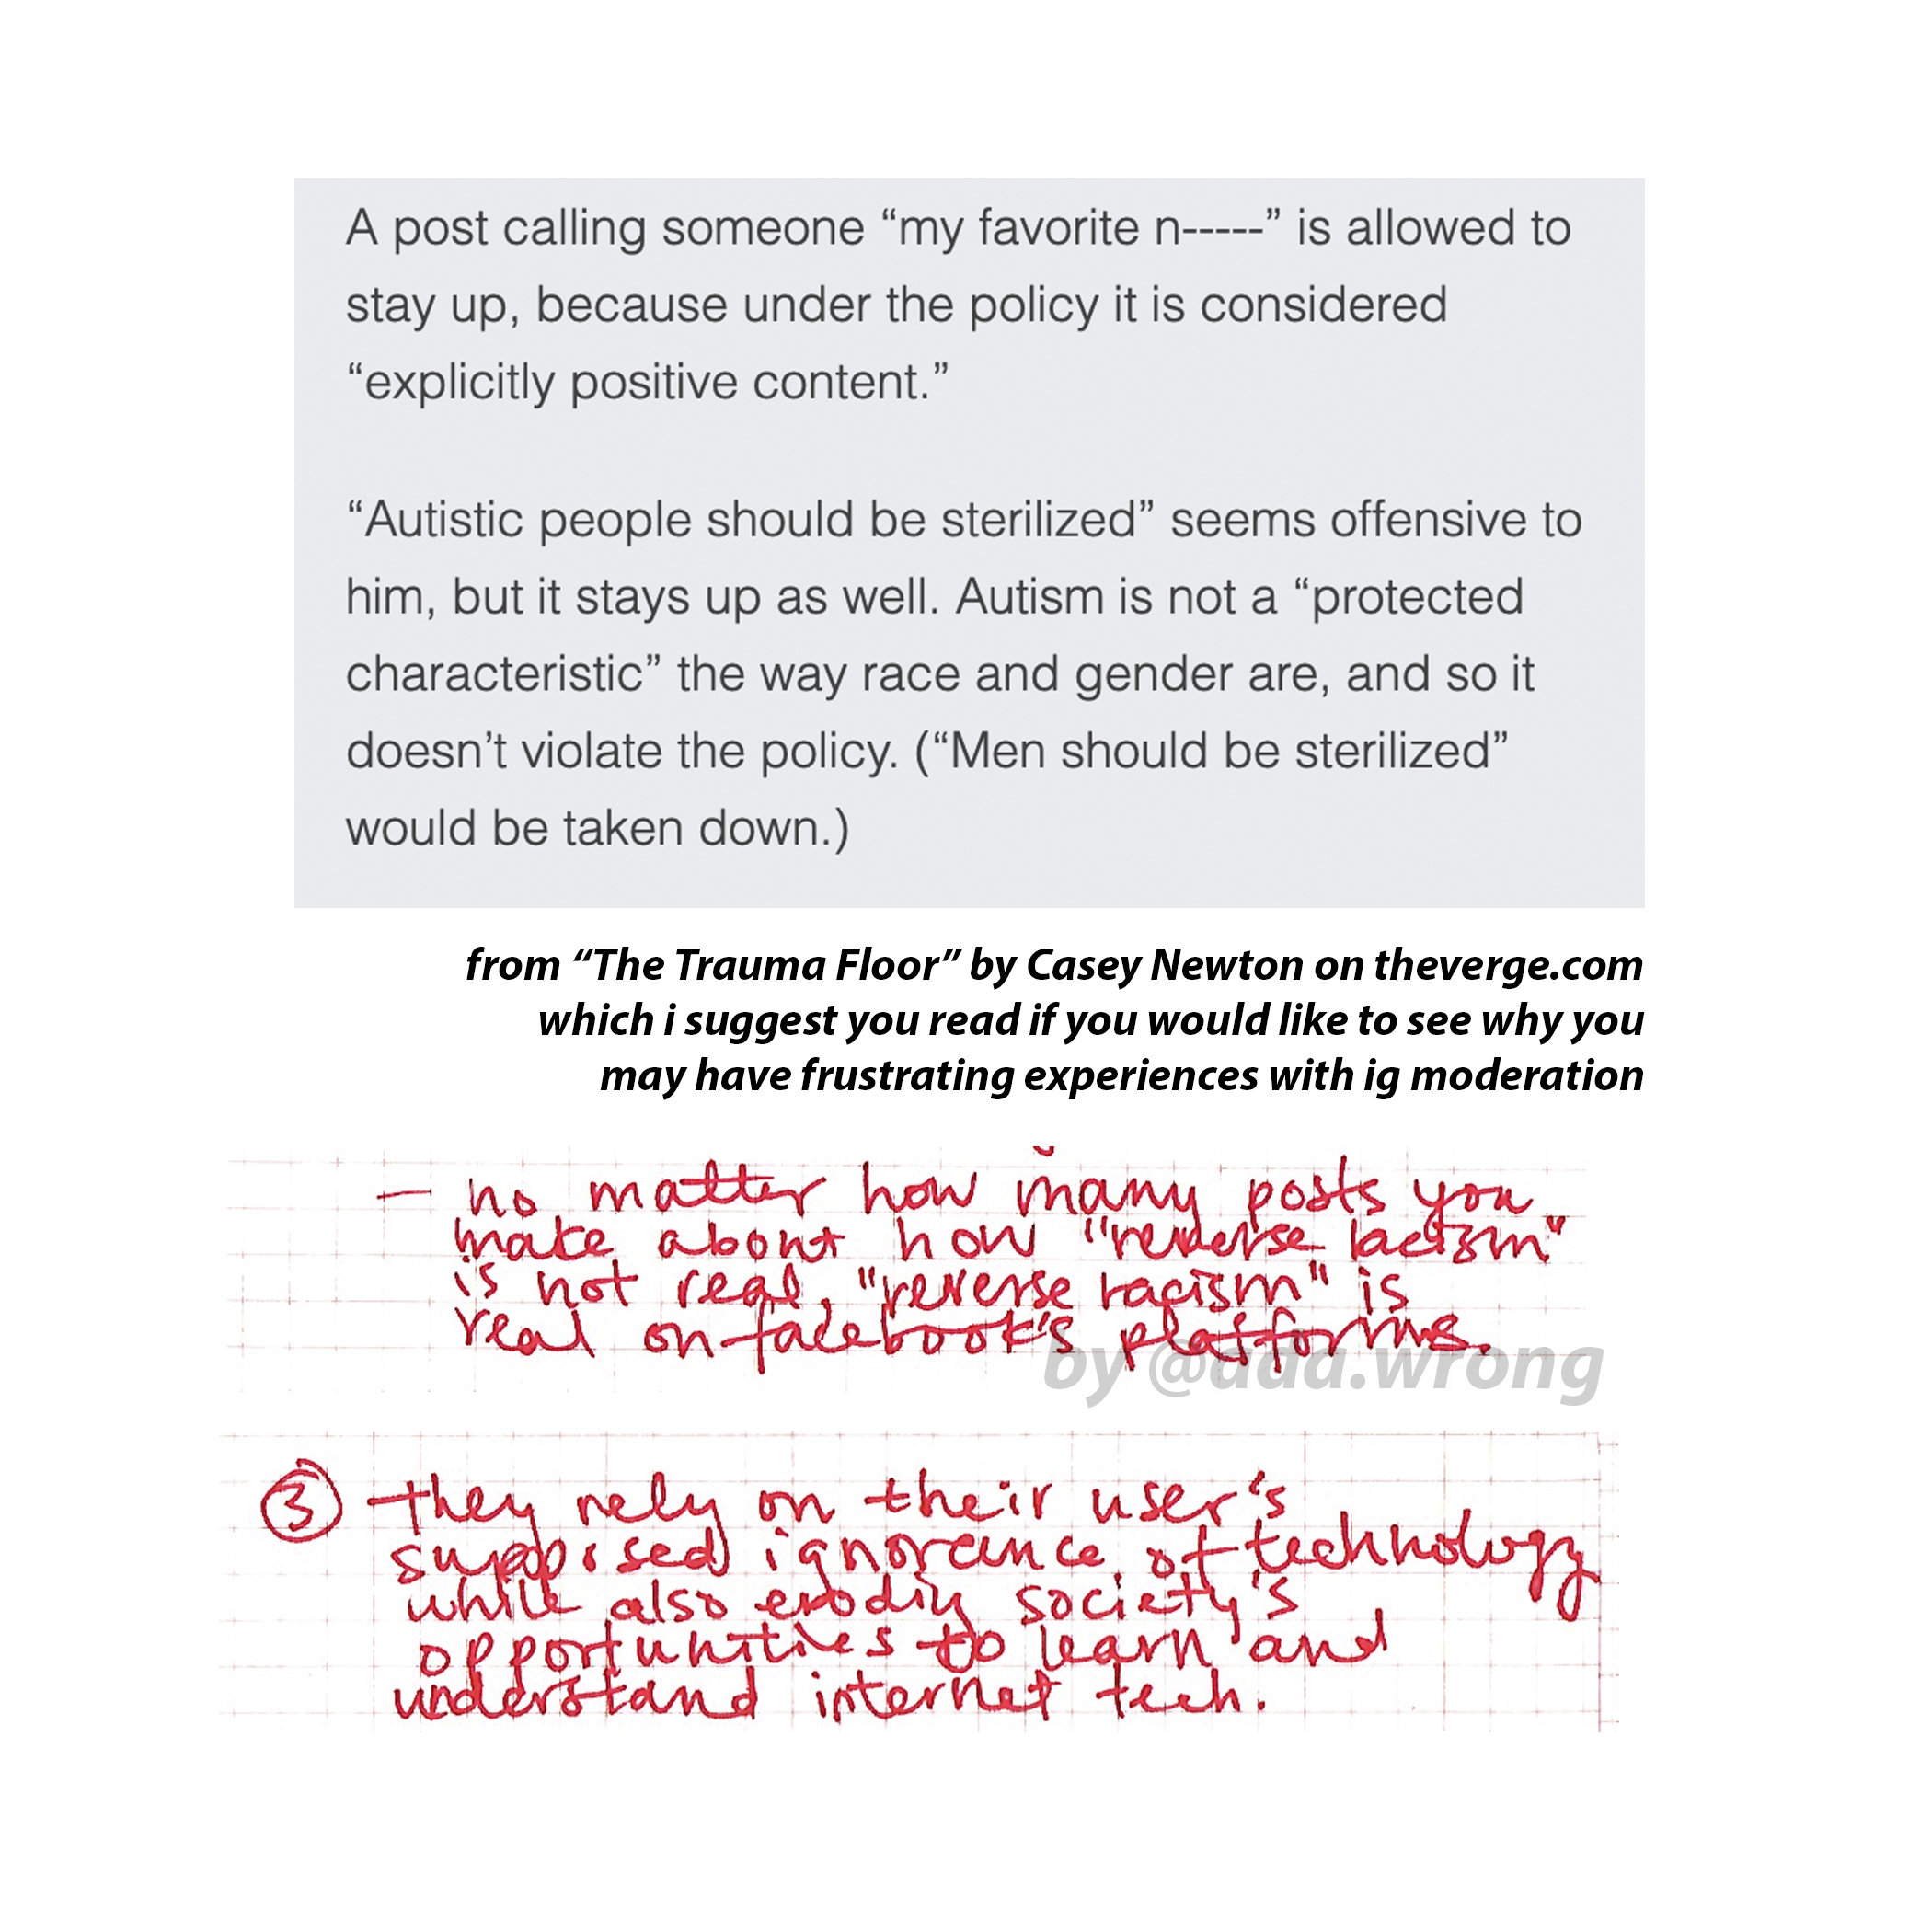 A post calling someone “my favorite n-----” is allowed to
stay up, because under the policy it is considered
“explicitly positive content.”
“Autistic people should be sterilized” seems offensive to
him, but it stays up as well. Autism is not a “protected
characteristic” the way race and gender are, and so it
doesn’t violate the policy. (“Men should be sterilized”
would be taken down.)
from “The Trauma Floor” by Casey Newton on theverge.com
which i suggest you read if you would like to see why you
may have frustrating experiences with ig moderation
— no matter how many posts you
make about how "reverse racism"
is not real, "reverse racism" is
real on facebook's platforms.
by @ada.wrong
3 they rely on their user's
supposed ignorance of technology
while also eroding society's
opportunities to learn and
understand internet tech.